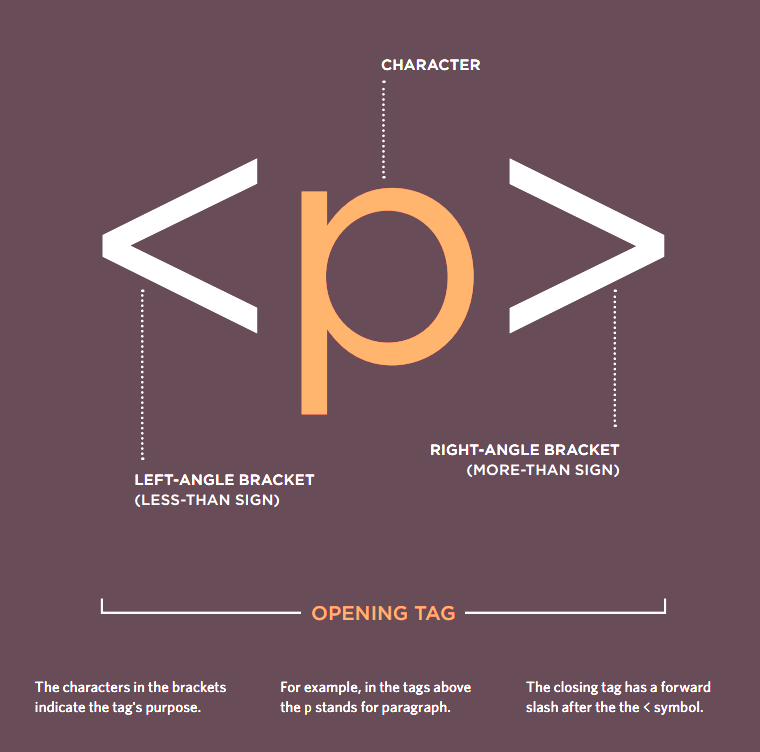 CHARACTER
<p>
LEFT-ANGLE BRACKET
(LESS-THAN SIGN)
RIGHT-ANGLE BRACKET
(MORE-THAN SIGN)
OPENING TAG
The characters in the brackets
indicate the tag's purpose.
For example, in the tags above
the p stands for paragraph.
The closing tag has a forward
slash after the the < symbol.